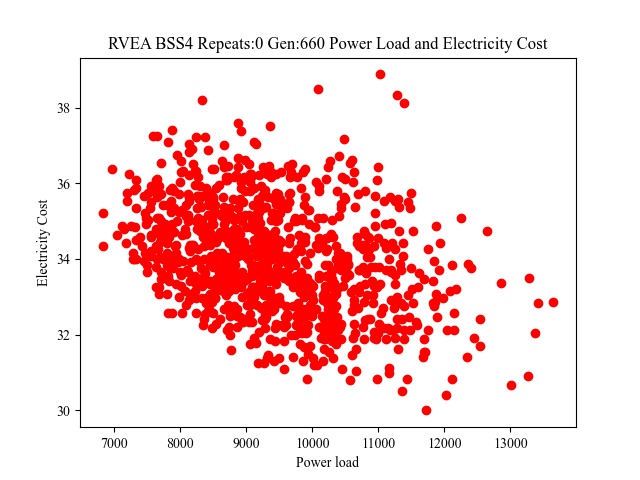 RVEA BSS4 Repeats:0 Gen:660 Power Load and Electricity Cost
38
36
34
32
30
Electricity Cost
7000 8000 9000 10000 11000 12000 13000
Power load